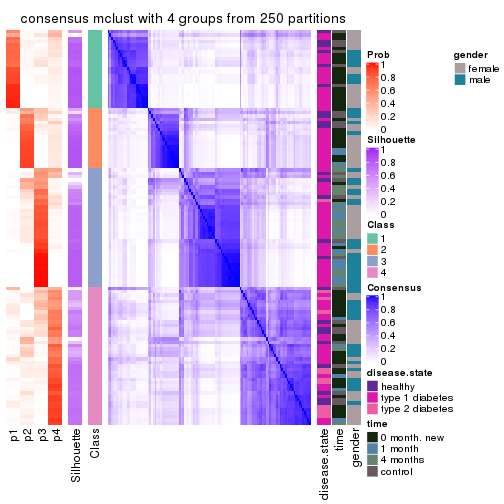 consensus mclust with 4 groups from 250 partitions
Prob
1
0.8
0.6
0.4
0.2
0
gender
female
male
Silhouette
1
0.8
0.6
0.4
0.2
0
Class
1
2
3
4
Consensus
1
0.8
0.6
0.4
0.2
0
disease.state
healthy
type 1 diabetes
type 2 diabetes
time
0 month. new
1 month
4 months
control
p1
p2
p3
p4
Silhouette
Class
disease.state
time
gender